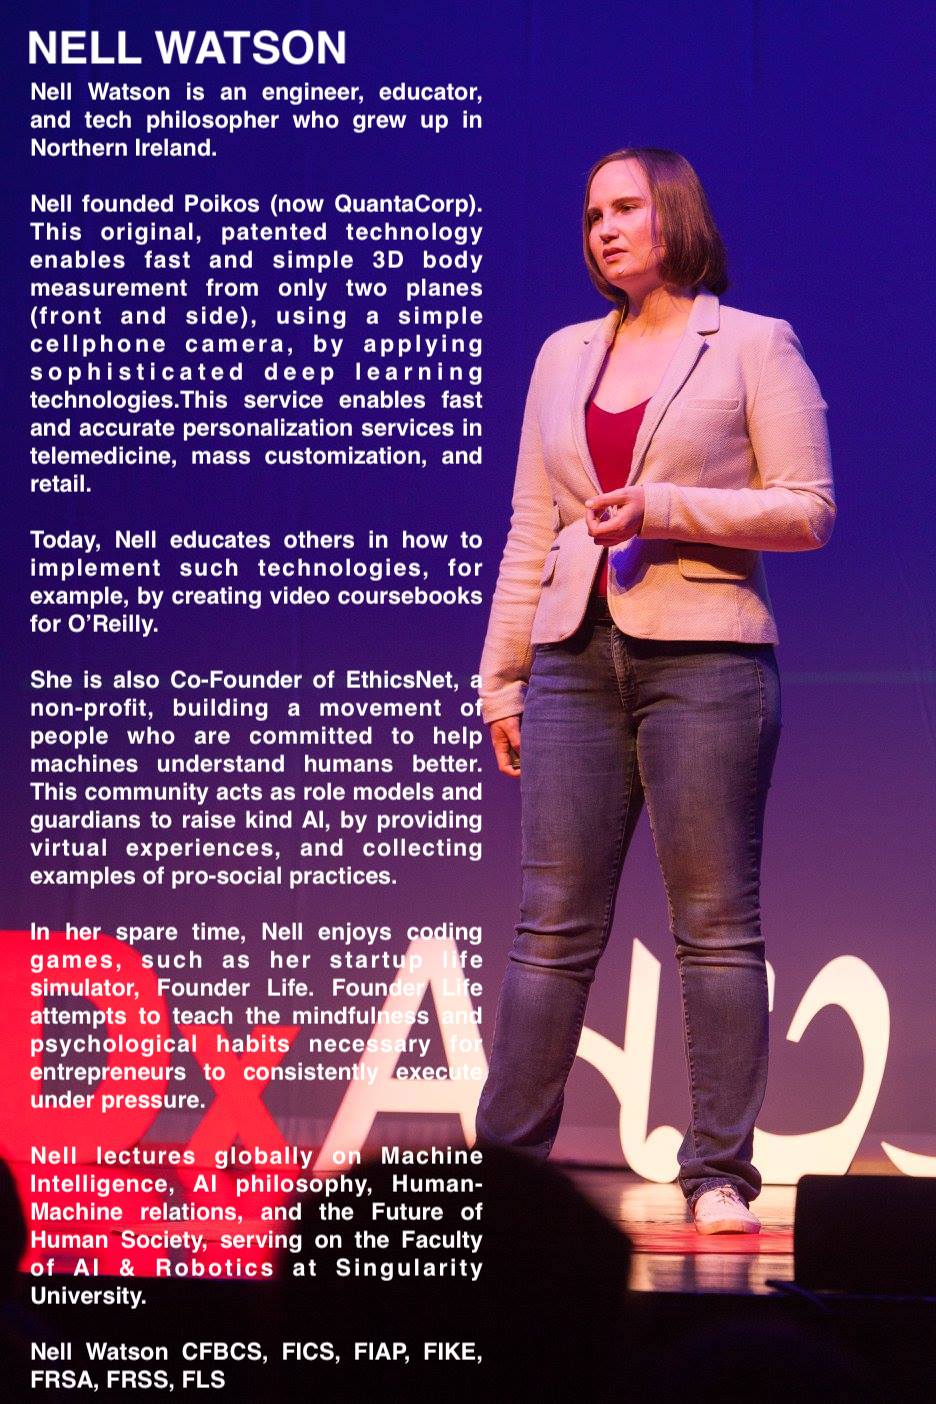 NELL WATSON
Nell Watson is an engineer, educator,
and tech philosopher who grew up in
Northern Ireland.
Nell founded Poikos (now QuantaCorp).
This original, patented technology
enables fast and simple 3D body
measurement from only two planes
(front and side), using a simple
cellphone camera, by applying
sophisticated deep learning
technologies.This service enables fast
and accurate personalization services in
telemedicine, mass customization, and
retail.
Today, Nell educates others in how to
implement such technologies, for
example, by creating video coursebooks
for O’Reilly.
She is also Co-Founder of EthicsNet, a
non-profit, building a movement of
people who are committed to help
machines understand humans better.
This community acts as role models and
guardians to raise kind AI, by providing
virtual experiences, and collecting
examples of pro-social practices.
In her spare time, Nell enjoys coding
games, such as her startup life
simulator, Founder Life. Founder Life
attempts to teach the mindfulness and
psychological habits necessary for
entrepreneurs to consistently execute
under pressure.
Nell lectures globally on Machine
Intelligence, AI philosophy, Human-
Machine relations, and the Future of
Human Society, serving on the Faculty
of AI & Robotics at Singularity
University.
Nell Watson CFBCS, FICS, FIAP, FIKE,
FRSA, FRSS, FLS